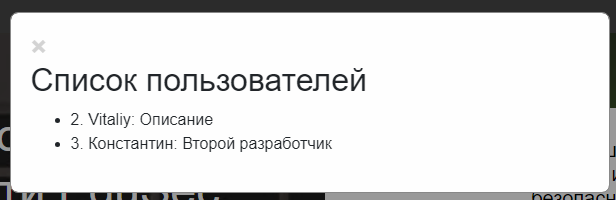 Список пользователей
2. Vitaliy: Описание
3. Константин: Второй разработчик